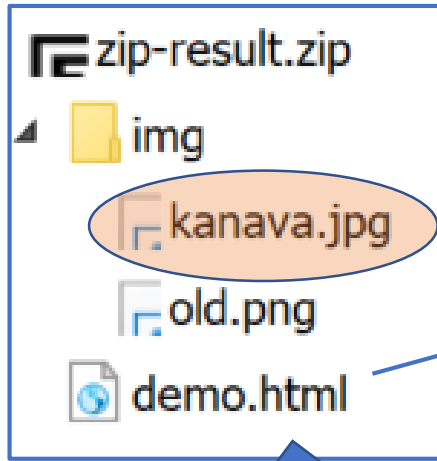 zip-result.zip
img
kanava.jpg
old.png
demo.html